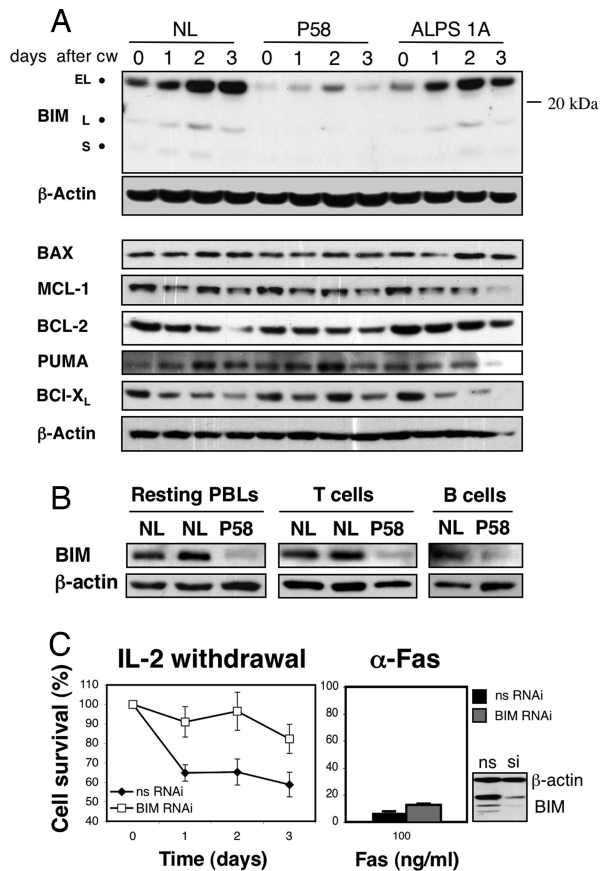 A
NL P58 ALPS 1A
days after cw 0 1 2 3 0 1 2 3 0 1 2 3
EL •
BIM L •
S •
20 kDa
β-Actin
BAX
MCL-1
BCL-2
PUMA
BCl-XL
β-Actin
B
Resting PBLs T cells B cells
NL NL P58 NL NL P58 NL P58
BIM
β-actin
C
IL-2 withdrawal α-Fas
Cell survival (%)
110
100
90
80
70
60
50
40
ns RNAi
BIM RNAi
0 1 2 3
Time (days)
100
80
60
40
20
0
100
Fas (ng/ml)
ns RNAi
BIM RNAi
ns si
β-actin
BIM